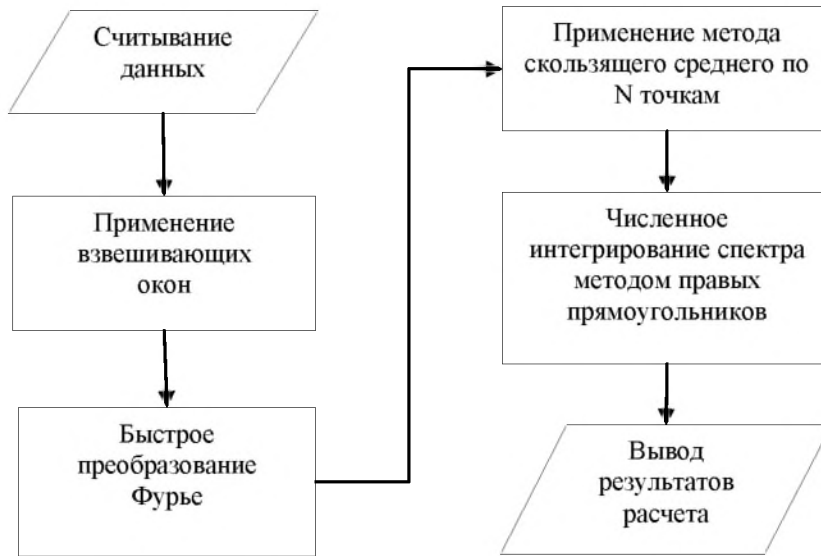 Считывание
данных
Применение
взвешивающих
окон
Быстрое
преобразование
Фурье
Применение метода
скользящего среднего по
N точкам
Численное
интегрирование спектра
методом правых
прямоугольников
Вывод
результатов
расчета